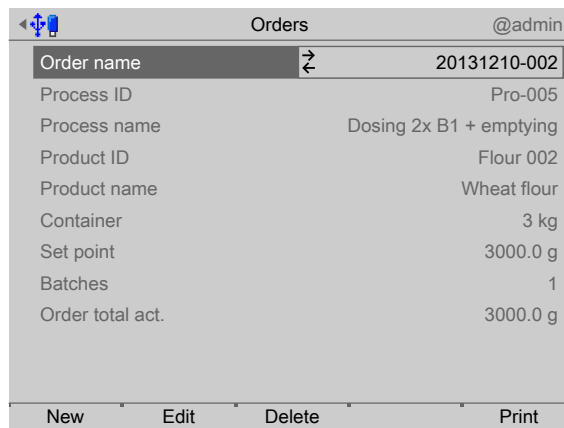 Orders @admin
Order name 20131210-002
Process ID Pro-005
Process name Dosing 2x B1 + emptying
Product ID Flour 002
Product name Wheat flour
Container 3 kg
Set point 3000.0 g
Batches 1
Order total act. 3000.0 g
New Edit Delete Print